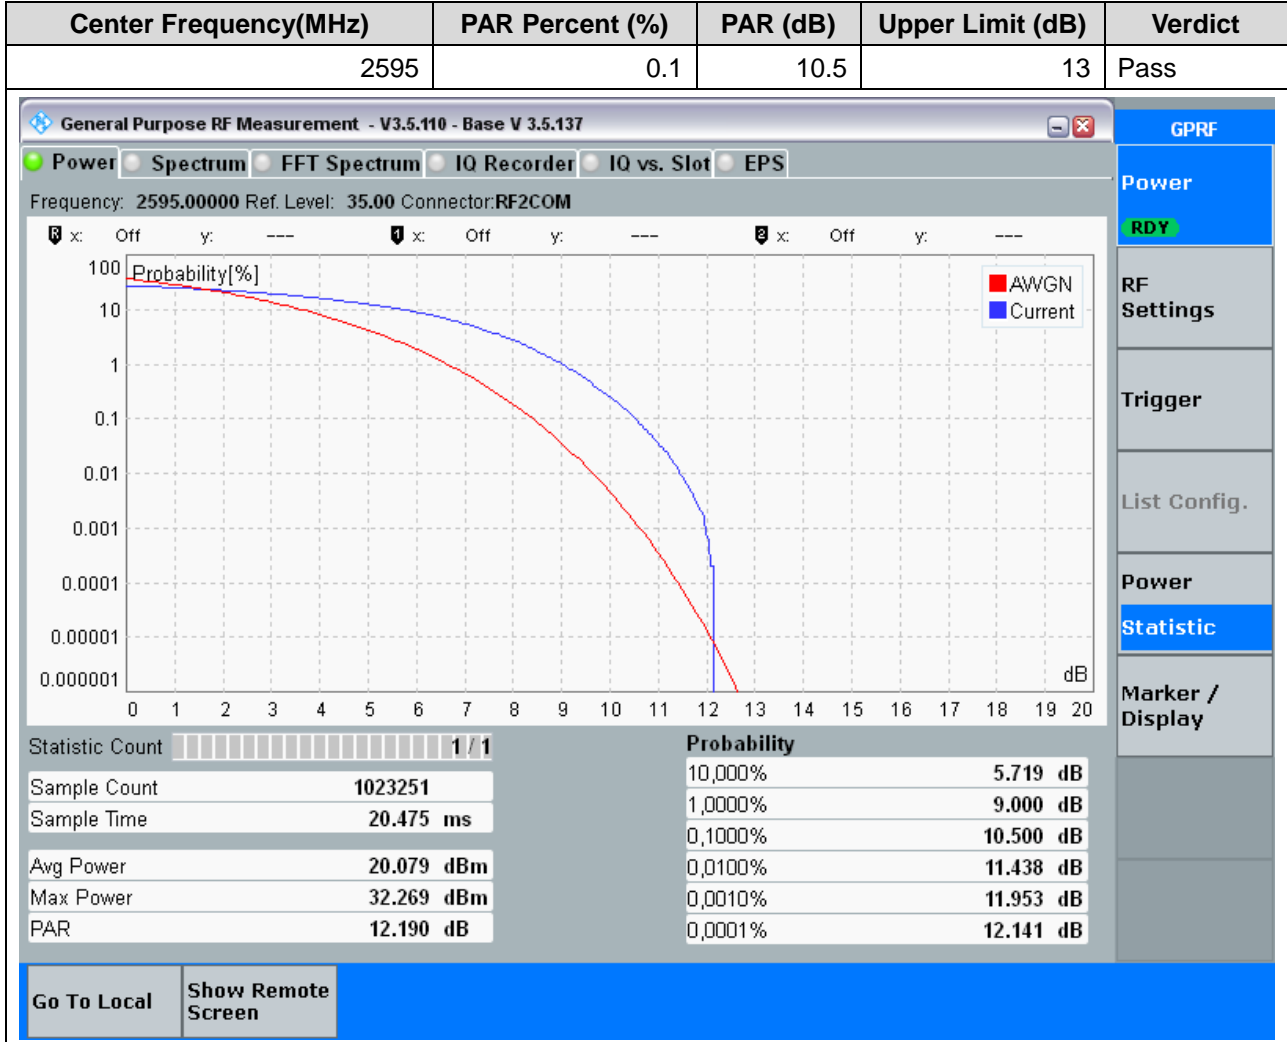 Center Frequency(MHz) PAR Percent (%) PAR (dB) Upper Limit (dB) Verdict
2595 0.1 10.5 13 Pass
General Purpose RF Measurement - V3.5.110 - Base V 3.5.137
GPRF
Power Spectrum FFT Spectrum IQ Recorder IQ vs. Slot EPS
Power
RDY
Frequency: 2595.00000 Ref. Level: 35.00 Connector:RF2COM
R x: Off y: --- 1 x: Off y: --- 2 x: Off y: ---
Probability[%]
AWGN
Current
100
10
1
0.1
0.01
0.001
0.0001
0.00001
0.000001
dB
0 1 2 3 4 5 6 7 8 9 10 11 12 13 14 15 16 17 18 19 20
RF
Settings
Trigger
List Config.
Power
Statistic
Marker /
Display
Statistic Count 1 / 1
Sample Count 1023251
Sample Time 20.475 ms
Avg Power 20.079 dBm
Max Power 32.269 dBm
PAR 12.190 dB
Probability
10,000% 5.719 dB
1,0000% 9.000 dB
0,1000% 10.500 dB
0,0100% 11.438 dB
0,0010% 11.953 dB
0,0001% 12.141 dB
Go To Local
Show Remote
Screen